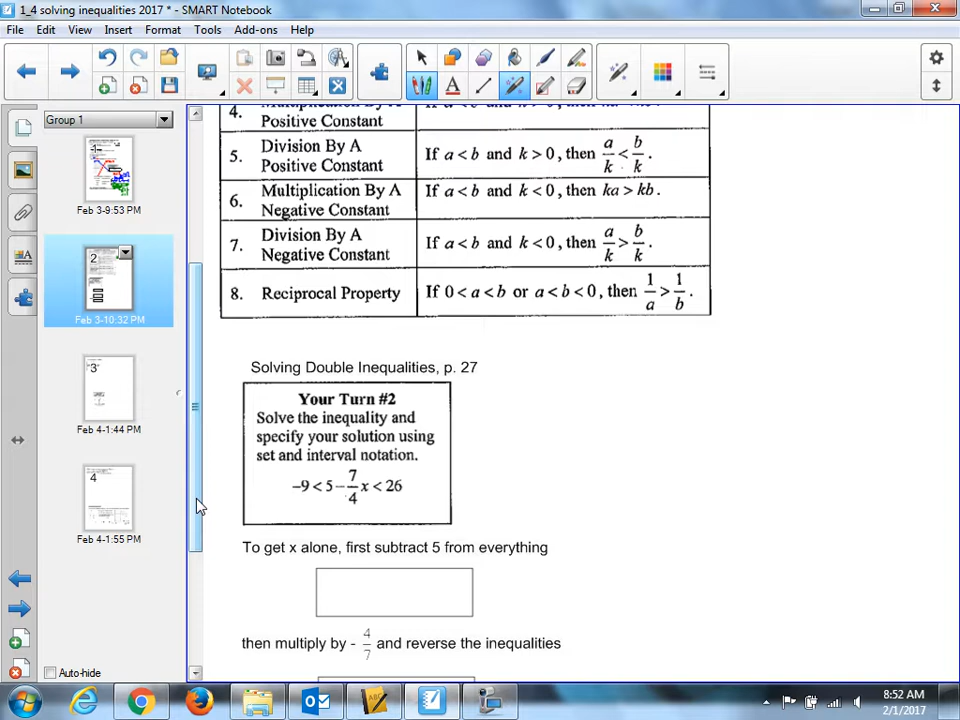 1_4 solving inequalities 2017 * - SMART Notebook
File Edit View Insert Format Tools Add-ons Help
Group 1
Feb 3-9:53 PM
2
Feb 3-10:32 PM
3
Feb 4-1:44 PM
4
Feb 4-1:55 PM
Auto-hide
4. Positive Constant
5. Division By A Positive Constant If a < b and k > 0, then a/k < b/k.
6. Multiplication By A Negative Constant If a < b and k < 0, then ka > kb.
7. Division By A Negative Constant If a < b and k < 0, then a/k > b/k.
8. Reciprocal Property If 0 < a < b or a < b < 0, then 1/a > 1/b.
Solving Double Inequalities, p. 27
Your Turn #2
Solve the inequality and
specify your solution using
set and interval notation.
–9 < 5 – 7/4 x < 26
To get x alone, first subtract 5 from everything
then multiply by - 4/7 and reverse the inequalities
8:52 AM
2/1/2017